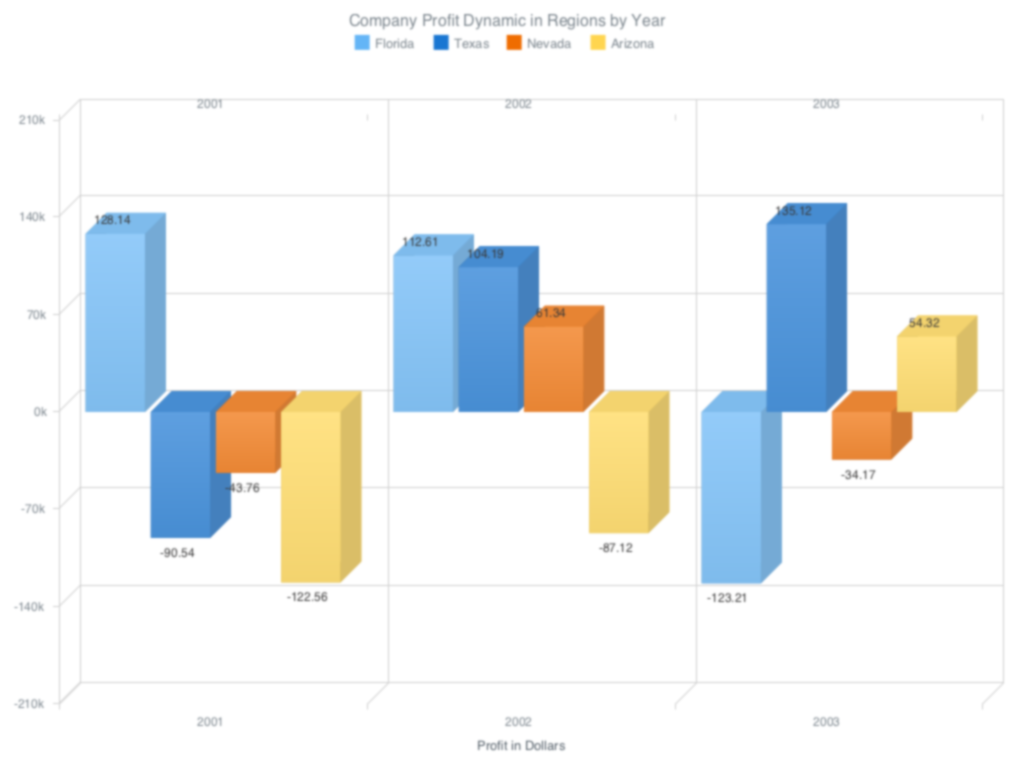 Company Profit Dynamic in Regions by Year
Florida Texas Nevada Arizona
2001 2002 2003
210k
140k
70k
0k
-70k
-140k
-210k
128.14
-90.54
-43.76
-122.56
112.61
104.19
61.34
-87.12
-123.21
135.12
-34.17
54.32
2001 2002 2003
Profit in Dollars